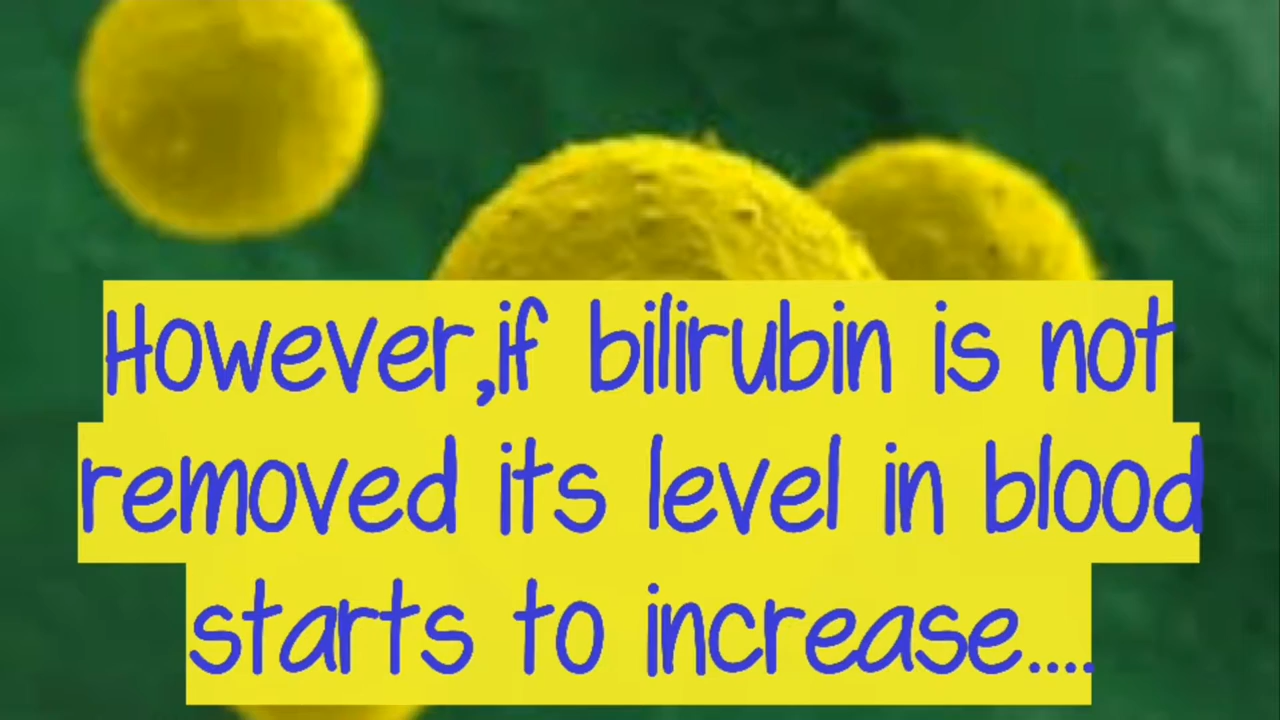 However,if bilirubin is not
removed its level in blood
starts to increase....